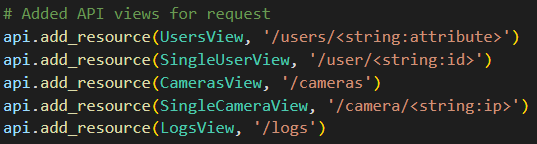 # Added API views for request
api.add_resource(UsersView, '/users/<string:attribute>')
api.add_resource(SingleUserView, '/user/<string:id>')
api.add_resource(CamerasView, '/cameras')
api.add_resource(SingleCameraView, '/camera/<string:ip>')
api.add_resource(LogsView, '/logs')